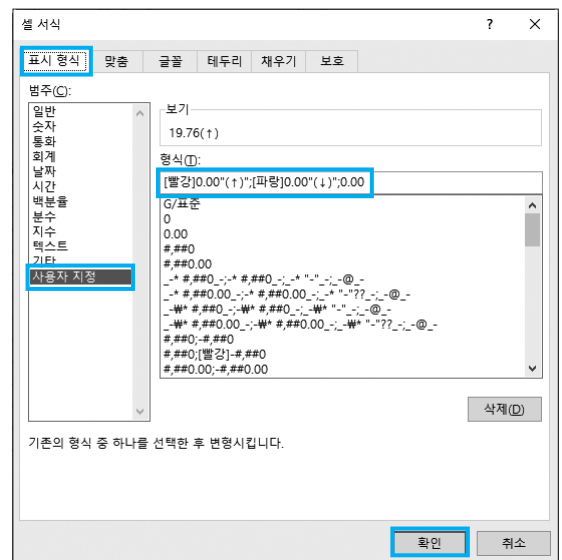 셀 서식 ? ×
표시 형식 맞춤 글꼴 테두리 채우기 보호
범주(C):
일반
숫자
통화
회계
날짜
시간
백분율
분수
지수
텍스트
기타
사용자 지정
보기
19.76(↑)
형식(T):
[빨강]0.00"(↑)";[파랑]0.00"(↓)";0.00
G/표준
0
0.00
#,##0
#,##0.00
_-* #,##0_-;-* #,##0_-;_-* "-"_-;_-@_-
_-* #,##0.00_-;-* #,##0.00_-;_-* "-"??_-;_-@_-
_-₩* #,##0_-;-₩* #,##0_-;_-₩* "-"_-;_-@_-
_-₩* #,##0.00_-;-₩* #,##0.00_-;_-₩* "-"??_-;_-@_-
#,##0;-#,##0
#,##0;[빨강]-#,##0
#,##0.00;-#,##0.00
삭제(D)
기존의 형식 중 하나를 선택한 후 변형시킵니다.
확인 취소